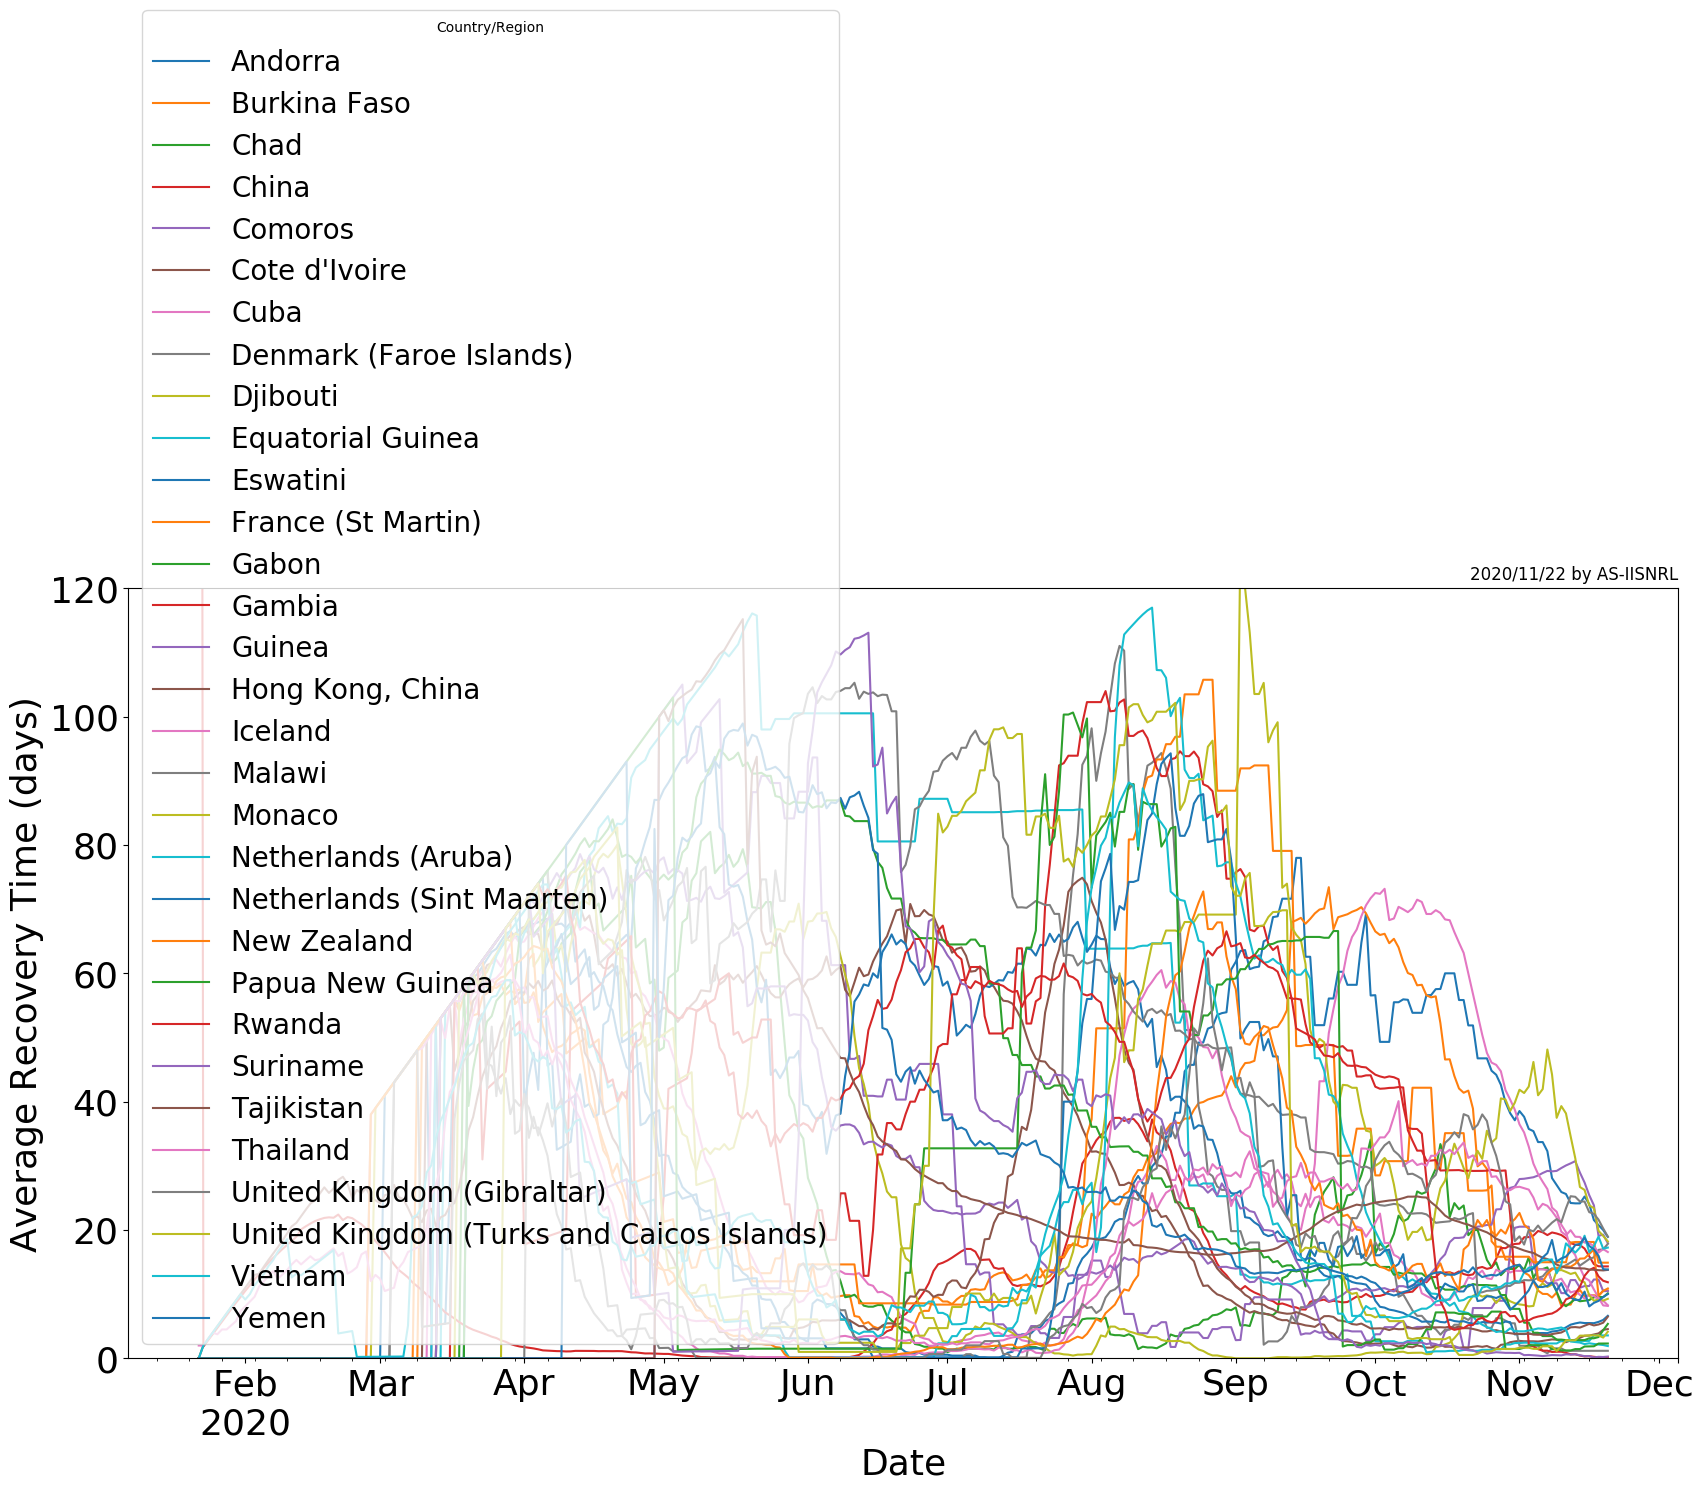 Country/Region
Andorra
Burkina Faso
Chad
China
Comoros
Cote d'Ivoire
Cuba
Denmark (Faroe Islands)
Djibouti
Equatorial Guinea
Eswatini
France (St Martin)
Gabon
Gambia
Guinea
Hong Kong, China
Iceland
Malawi
Monaco
Netherlands (Aruba)
Netherlands (Sint Maarten)
New Zealand
Papua New Guinea
Rwanda
Suriname
Tajikistan
Thailand
United Kingdom (Gibraltar)
United Kingdom (Turks and Caicos Islands)
Vietnam
Yemen
2020/11/22 by AS-IISNRL
Average Recovery Time (days)
120
100
80
60
40
20
0
Feb Mar Apr May Jun Jul Aug Sep Oct Nov Dec
2020
Date